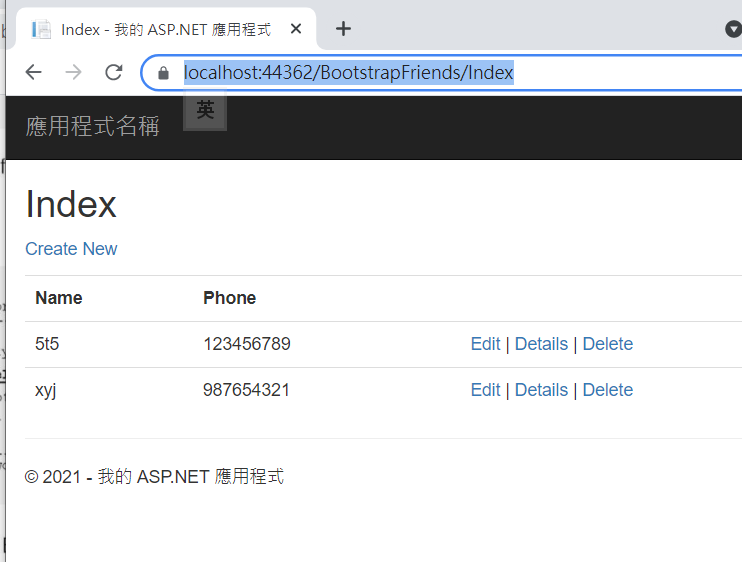 Index - 我的 ASP.NET 應用程式
localhost:44362/BootstrapFriends/Index
英
應用程式名稱
Index
Create New
Name Phone
5t5 123456789 Edit | Details | Delete
xyj 987654321 Edit | Details | Delete
© 2021 - 我的 ASP.NET 應用程式